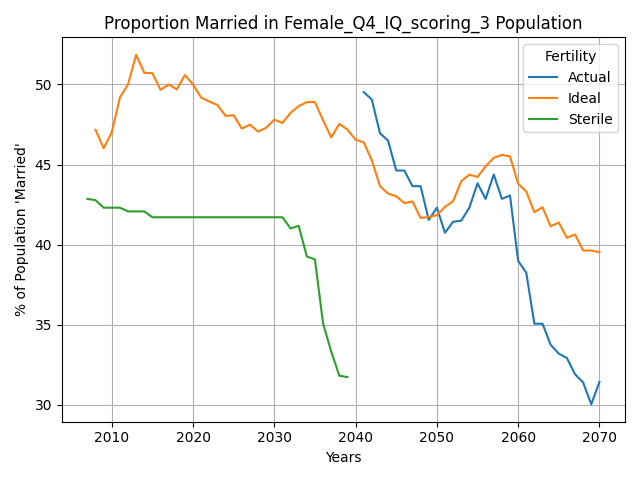 Proportion Married in Female_Q4_IQ_scoring_3 Population
% of Population 'Married'
50
45
40
35
30
2010
2020
2030
2040
2050
2060
2070
Years
Fertility
Actual
Ideal
Sterile